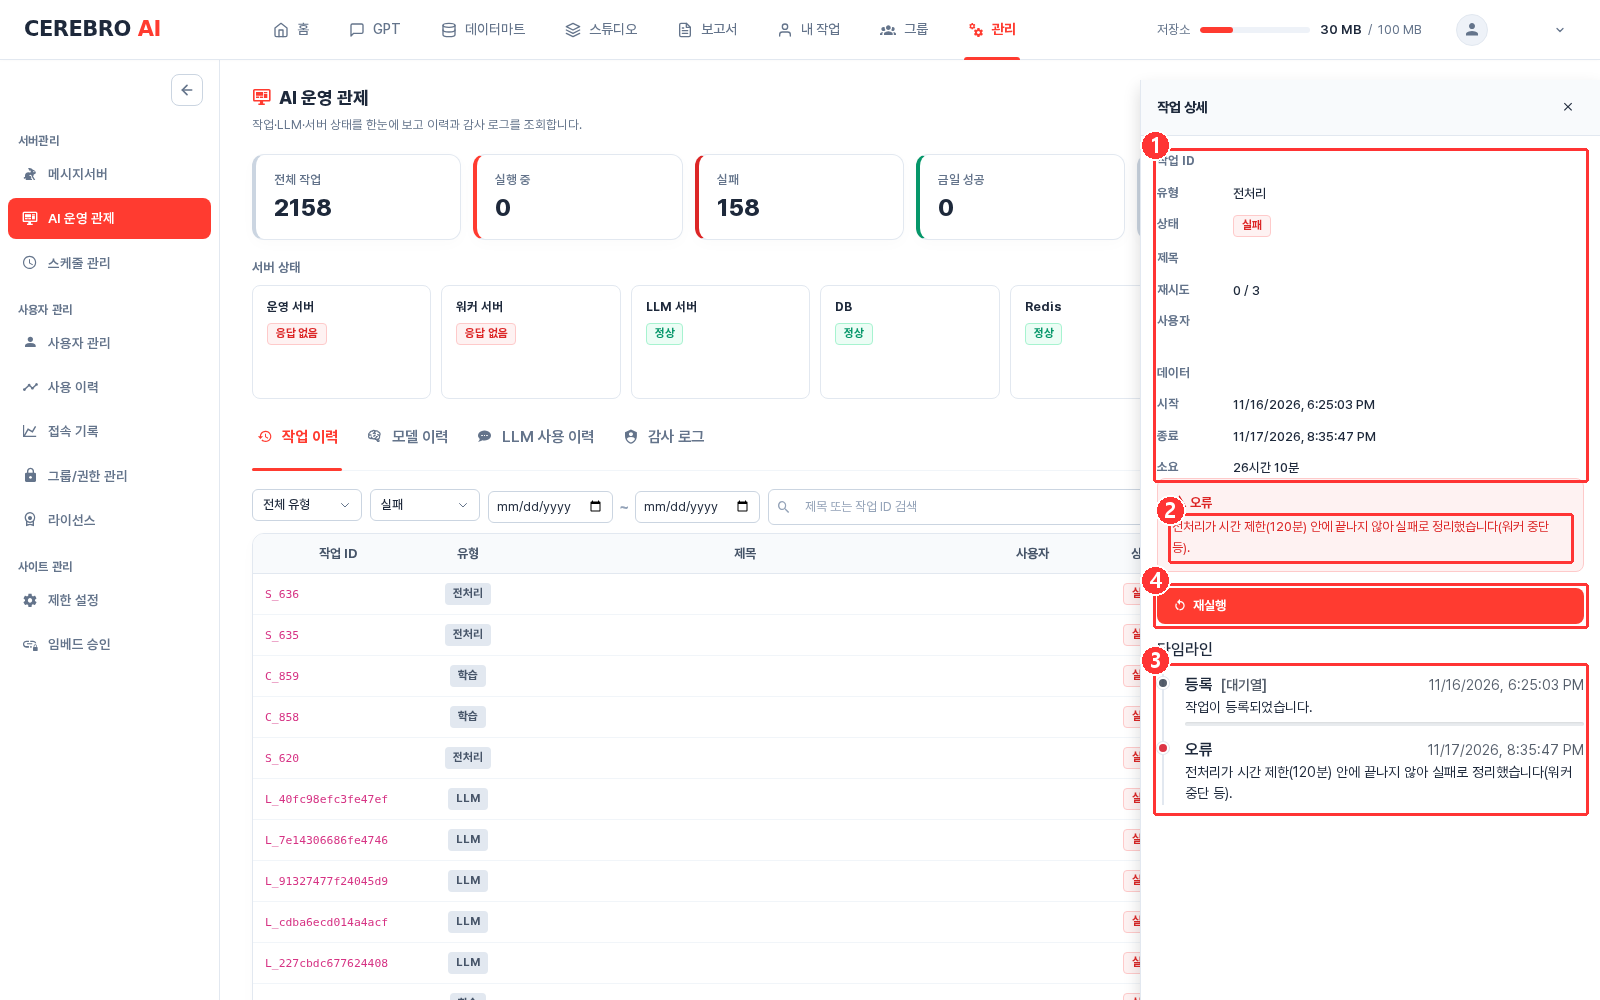 CEREBRO AI
홈
GPT
데이터마트
스튜디오
보고서
내 작업
그룹
관리
저장소
30 MB / 100 MB
서버관리
메시지서버
AI 운영 관제
스케줄 관리
사용자 관리
사용자 관리
사용 이력
접속 기록
그룹/권한 관리
라이선스
사이트 관리
제한 설정
임베드 승인
AI 운영 관제
작업·LLM·서버 상태를 한눈에 보고 이력과 감사 로그를 조회합니다.
전체 작업
2158
실행 중
0
실패
158
금일 성공
0
서버 상태
운영 서버
응답 없음
워커 서버
응답 없음
LLM 서버
정상
DB
정상
Redis
정상
작업 이력
모델 이력
LLM 사용 이력
감사 로그
전체 유형
실패
mm/dd/yyyy
~
mm/dd/yyyy
제목 또는 작업 ID 검색
작업 ID 유형 제목 사용자
S_636 전처리
S_635 전처리
C_859 학습
C_858 학습
S_620 전처리
L_40fc98efc3fe47ef LLM
L_7e14306686fe4746 LLM
L_91327477f24045d9 LLM
L_cdba6ecd014a4acf LLM
L_227cbdc677624408 LLM
작업 상세
1
작업 ID
유형 전처리
상태 실패
제목
재시도 0 / 3
사용자
데이터
시작 11/16/2026, 6:25:03 PM
종료 11/17/2026, 8:35:47 PM
소요 26시간 10분
오류
2
전처리가 시간 제한(120분) 안에 끝나지 않아 실패로 정리했습니다(워커 중단
등).
4
재실행
타임라인
3
등록 [대기열] 11/16/2026, 6:25:03 PM
작업이 등록되었습니다.
오류 11/17/2026, 8:35:47 PM
전처리가 시간 제한(120분) 안에 끝나지 않아 실패로 정리했습니다(워커
중단 등).